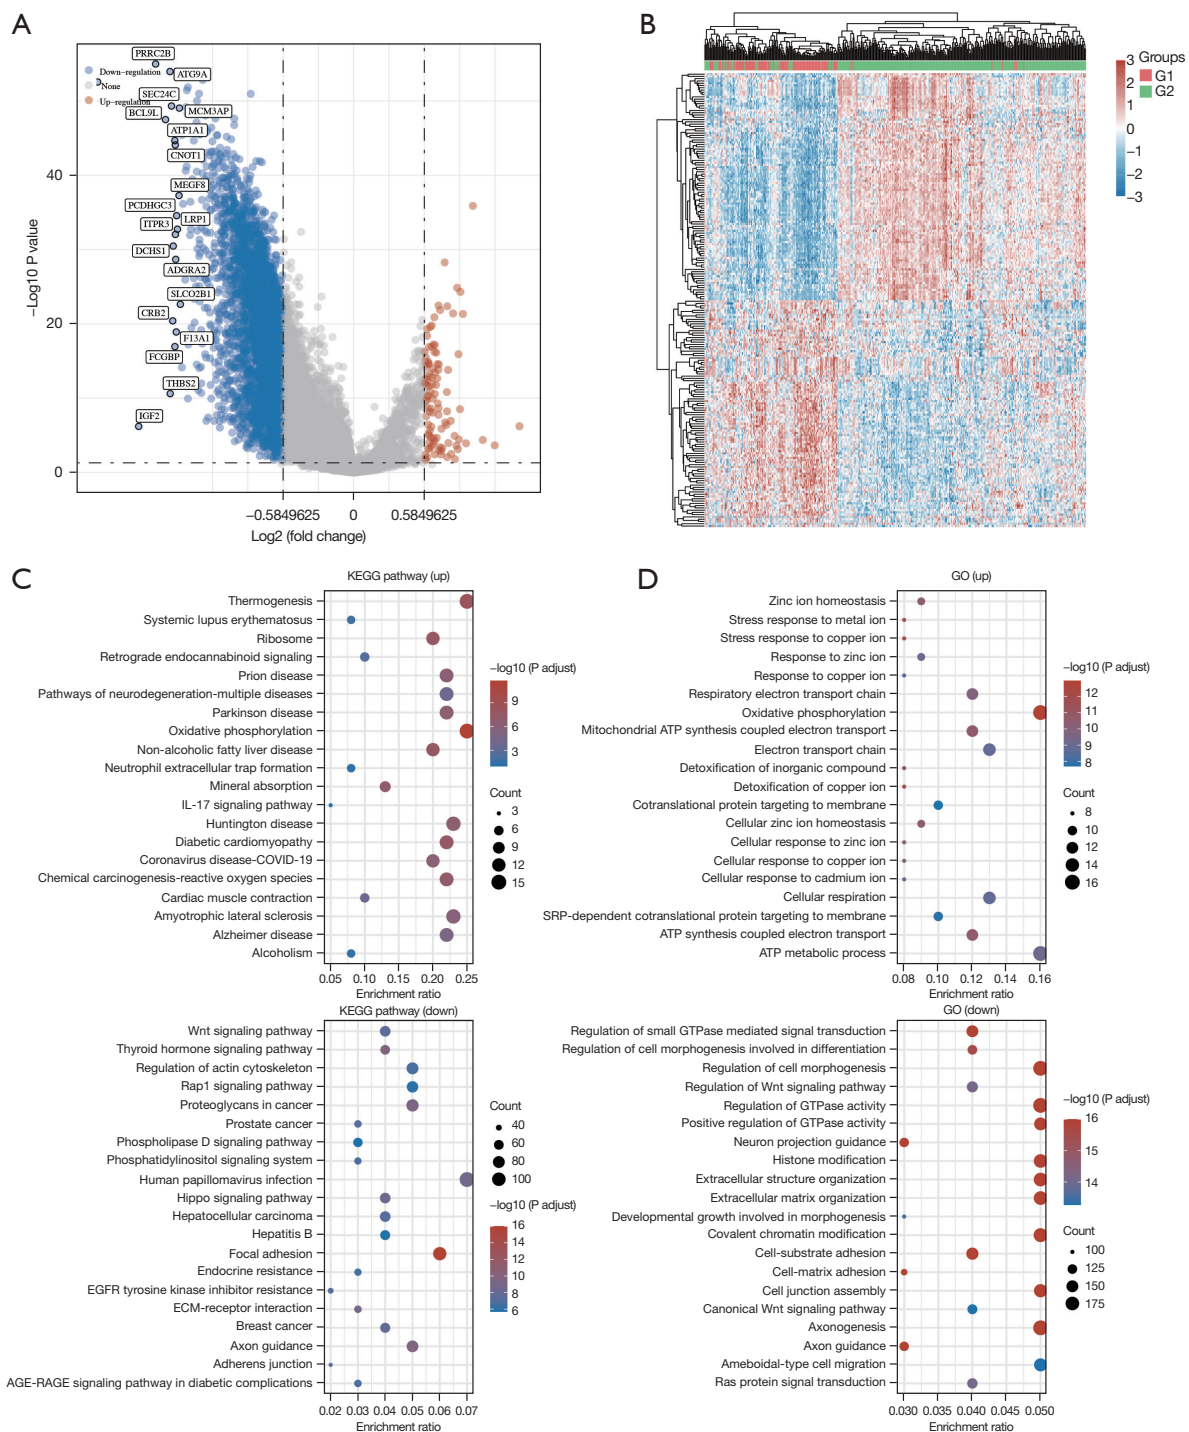 A
PRRC2B
Down-regulation
ATG9A
None
SEC24C
Up-regulation
MCM3AP
BCL9L
ATP1A1
CNOT1
MEGF8
PCDHGC3
LRP1
ITPR3
DCHS1
ADGRA2
SLCO2B1
CRB2
F13A1
FCGBP
THBS2
IGF2
40
20
0
−Log10 P value
−0.5849625 0 0.5849625
Log2 (fold change)
B
3
2
1
0
−1
−2
−3
Groups
G1
G2
C
KEGG pathway (up)
Thermogenesis
Systemic lupus erythematosus
Ribosome
Retrograde endocannabinoid signaling
Prion disease
Pathways of neurodegeneration-multiple diseases
Parkinson disease
Oxidative phosphorylation
Non-alcoholic fatty liver disease
Neutrophil extracellular trap formation
Mineral absorption
IL-17 signaling pathway
Huntington disease
Diabetic cardiomyopathy
Coronavirus disease-COVID-19
Chemical carcinogenesis-reactive oxygen species
Cardiac muscle contraction
Amyotrophic lateral sclerosis
Alzheimer disease
Alcoholism
0.05 0.10 0.15 0.20 0.25
Enrichment ratio
−log10 (P adjust)
9
6
3
Count
3
6
9
12
15
KEGG pathway (down)
Wnt signaling pathway
Thyroid hormone signaling pathway
Regulation of actin cytoskeleton
Rap1 signaling pathway
Proteoglycans in cancer
Prostate cancer
Phospholipase D signaling pathway
Phosphatidylinositol signaling system
Human papillomavirus infection
Hippo signaling pathway
Hepatocellular carcinoma
Hepatitis B
Focal adhesion
Endocrine resistance
EGFR tyrosine kinase inhibitor resistance
ECM-receptor interaction
Breast cancer
Axon guidance
Adherens junction
AGE-RAGE signaling pathway in diabetic complications
0.02 0.03 0.04 0.05 0.06 0.07
Enrichment ratio
Count
40
60
80
100
−log10 (P adjust)
16
14
12
10
8
6
D
GO (up)
Zinc ion homeostasis
Stress response to metal ion
Stress response to copper ion
Response to zinc ion
Response to copper ion
Respiratory electron transport chain
Oxidative phosphorylation
Mitochondrial ATP synthesis coupled electron transport
Electron transport chain
Detoxification of inorganic compound
Detoxification of copper ion
Cotranslational protein targeting to membrane
Cellular zinc ion homeostasis
Cellular response to zinc ion
Cellular response to copper ion
Cellular response to cadmium ion
Cellular respiration
SRP-dependent cotranslational protein targeting to membrane
ATP synthesis coupled electron transport
ATP metabolic process
0.08 0.10 0.12 0.14 0.16
Enrichment ratio
−log10 (P adjust)
12
11
10
9
8
Count
8
10
12
14
16
GO (down)
Regulation of small GTPase mediated signal transduction
Regulation of cell morphogenesis involved in differentiation
Regulation of cell morphogenesis
Regulation of Wnt signaling pathway
Regulation of GTPase activity
Positive regulation of GTPase activity
Neuron projection guidance
Histone modification
Extracellular structure organization
Extracellular matrix organization
Developmental growth involved in morphogenesis
Covalent chromatin modification
Cell-substrate adhesion
Cell-matrix adhesion
Cell junction assembly
Canonical Wnt signaling pathway
Axonogenesis
Axon guidance
Ameboidal-type cell migration
Ras protein signal transduction
0.030 0.035 0.040 0.045 0.050
Enrichment ratio
−log10 (P adjust)
16
15
14
Count
100
125
150
175